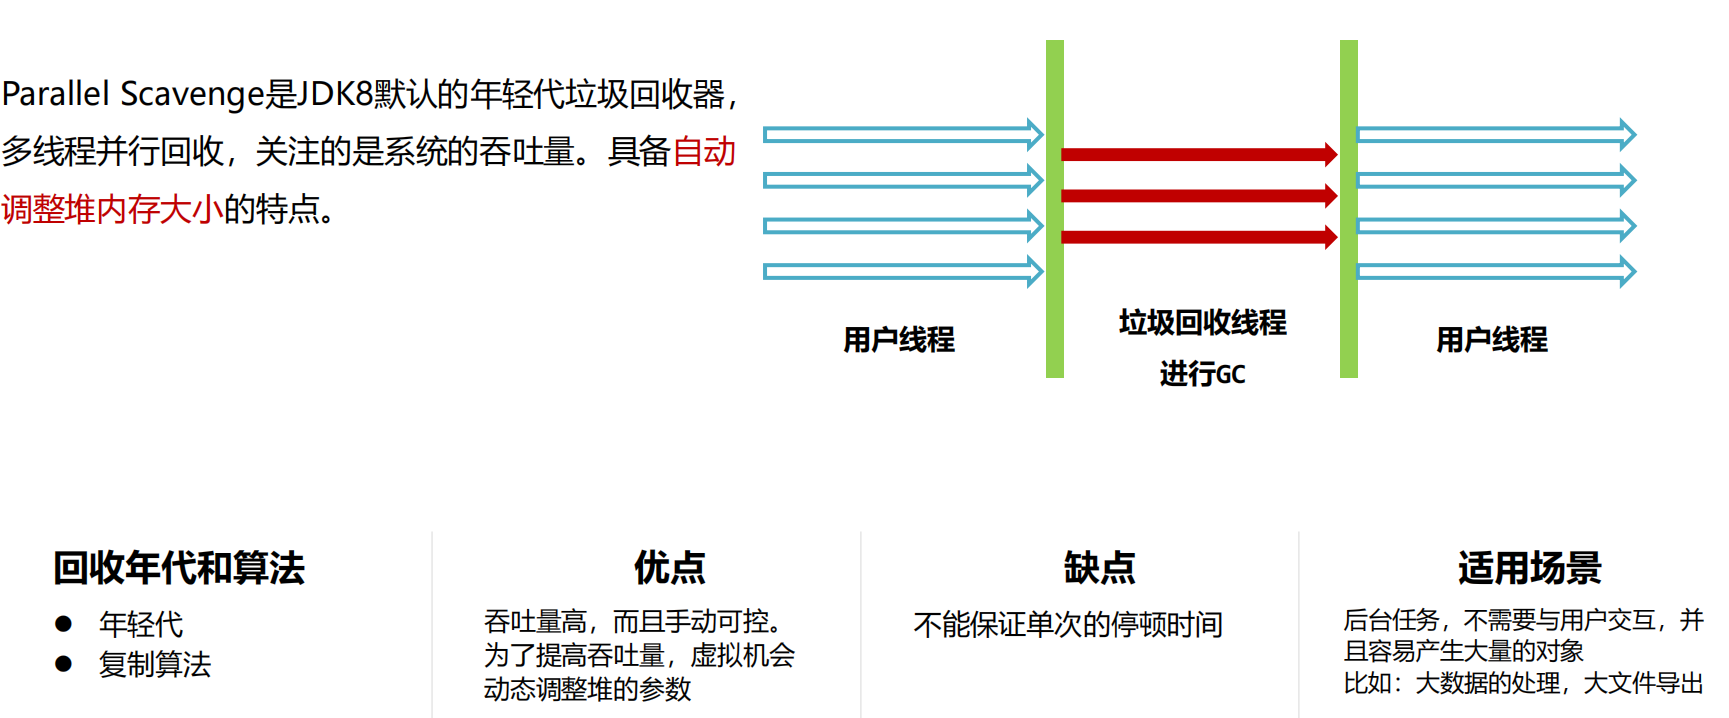 Parallel Scavenge是JDK8默认的年轻代垃圾回收器，
多线程并行回收，关注的是系统的吞吐量。具备自动
调整堆内存大小的特点。
用户线程
垃圾回收线程
进行GC
用户线程
回收年代和算法
● 年轻代
● 复制算法
优点
吞吐量高，而且手动可控。
为了提高吞吐量，虚拟机会
动态调整堆的参数
缺点
不能保证单次的停顿时间
适用场景
后台任务，不需要与用户交互，并
且容易产生大量的对象
比如：大数据的处理，大文件导出